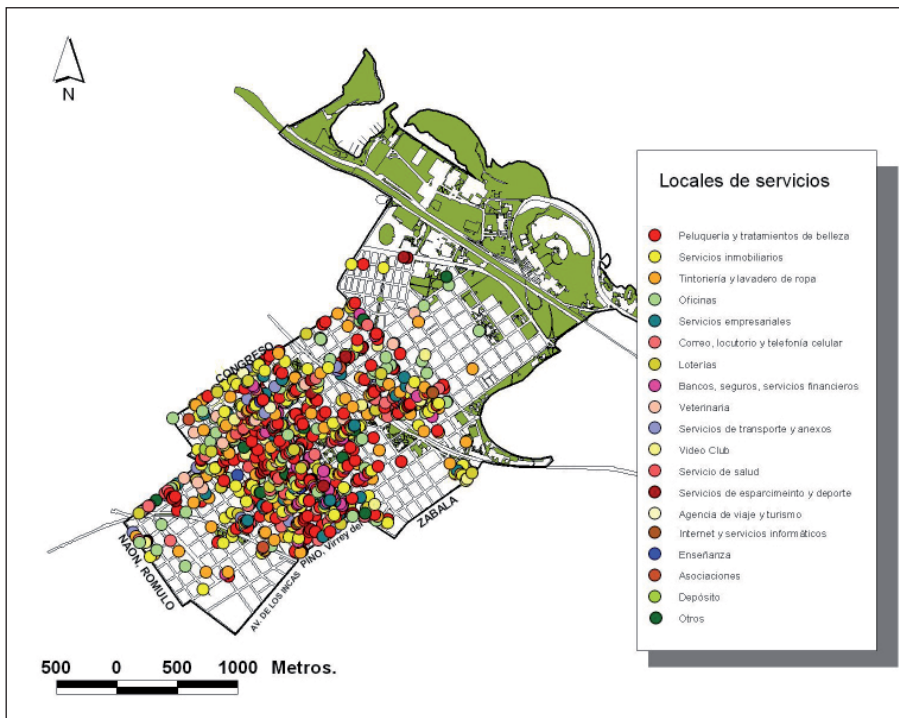 N
Locales de servicios
Peluquería y tratamientos de belleza
Servicios inmobiliarios
Tintoriería y lavadero de ropa
Oficinas
Servicios empresariales
Correo, locutorio y telefonía celular
Loterías
Bancos, seguros, servicios financieros
Veterinaria
Servicios de transporte y anexos
Video Club
Servicio de salud
Servicios de esparcimeinto y deporte
Agencia de viaje y turismo
Internet y servicios informáticos
Enseñanza
Asociaciones
Depósito
Otros
CONGRESO
ZABALA
PINO, Virrey del
AV. DE LOS INCAS
NAON, ROMULO
500 0 500 1000 Metros.